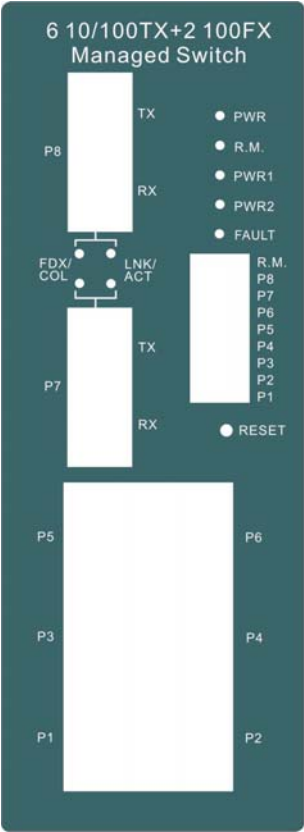 6 10/100TX+2 100FX
Managed Switch
TX
P8
RX
PWR
R.M.
PWR1
PWR2
FAULT
FDX/
COL
LNK/
ACT
R.M.
P8
P7
P6
P5
P4
P3
P2
P1
TX
P7
RX
RESET
P5
P6
P3
P4
P1
P2